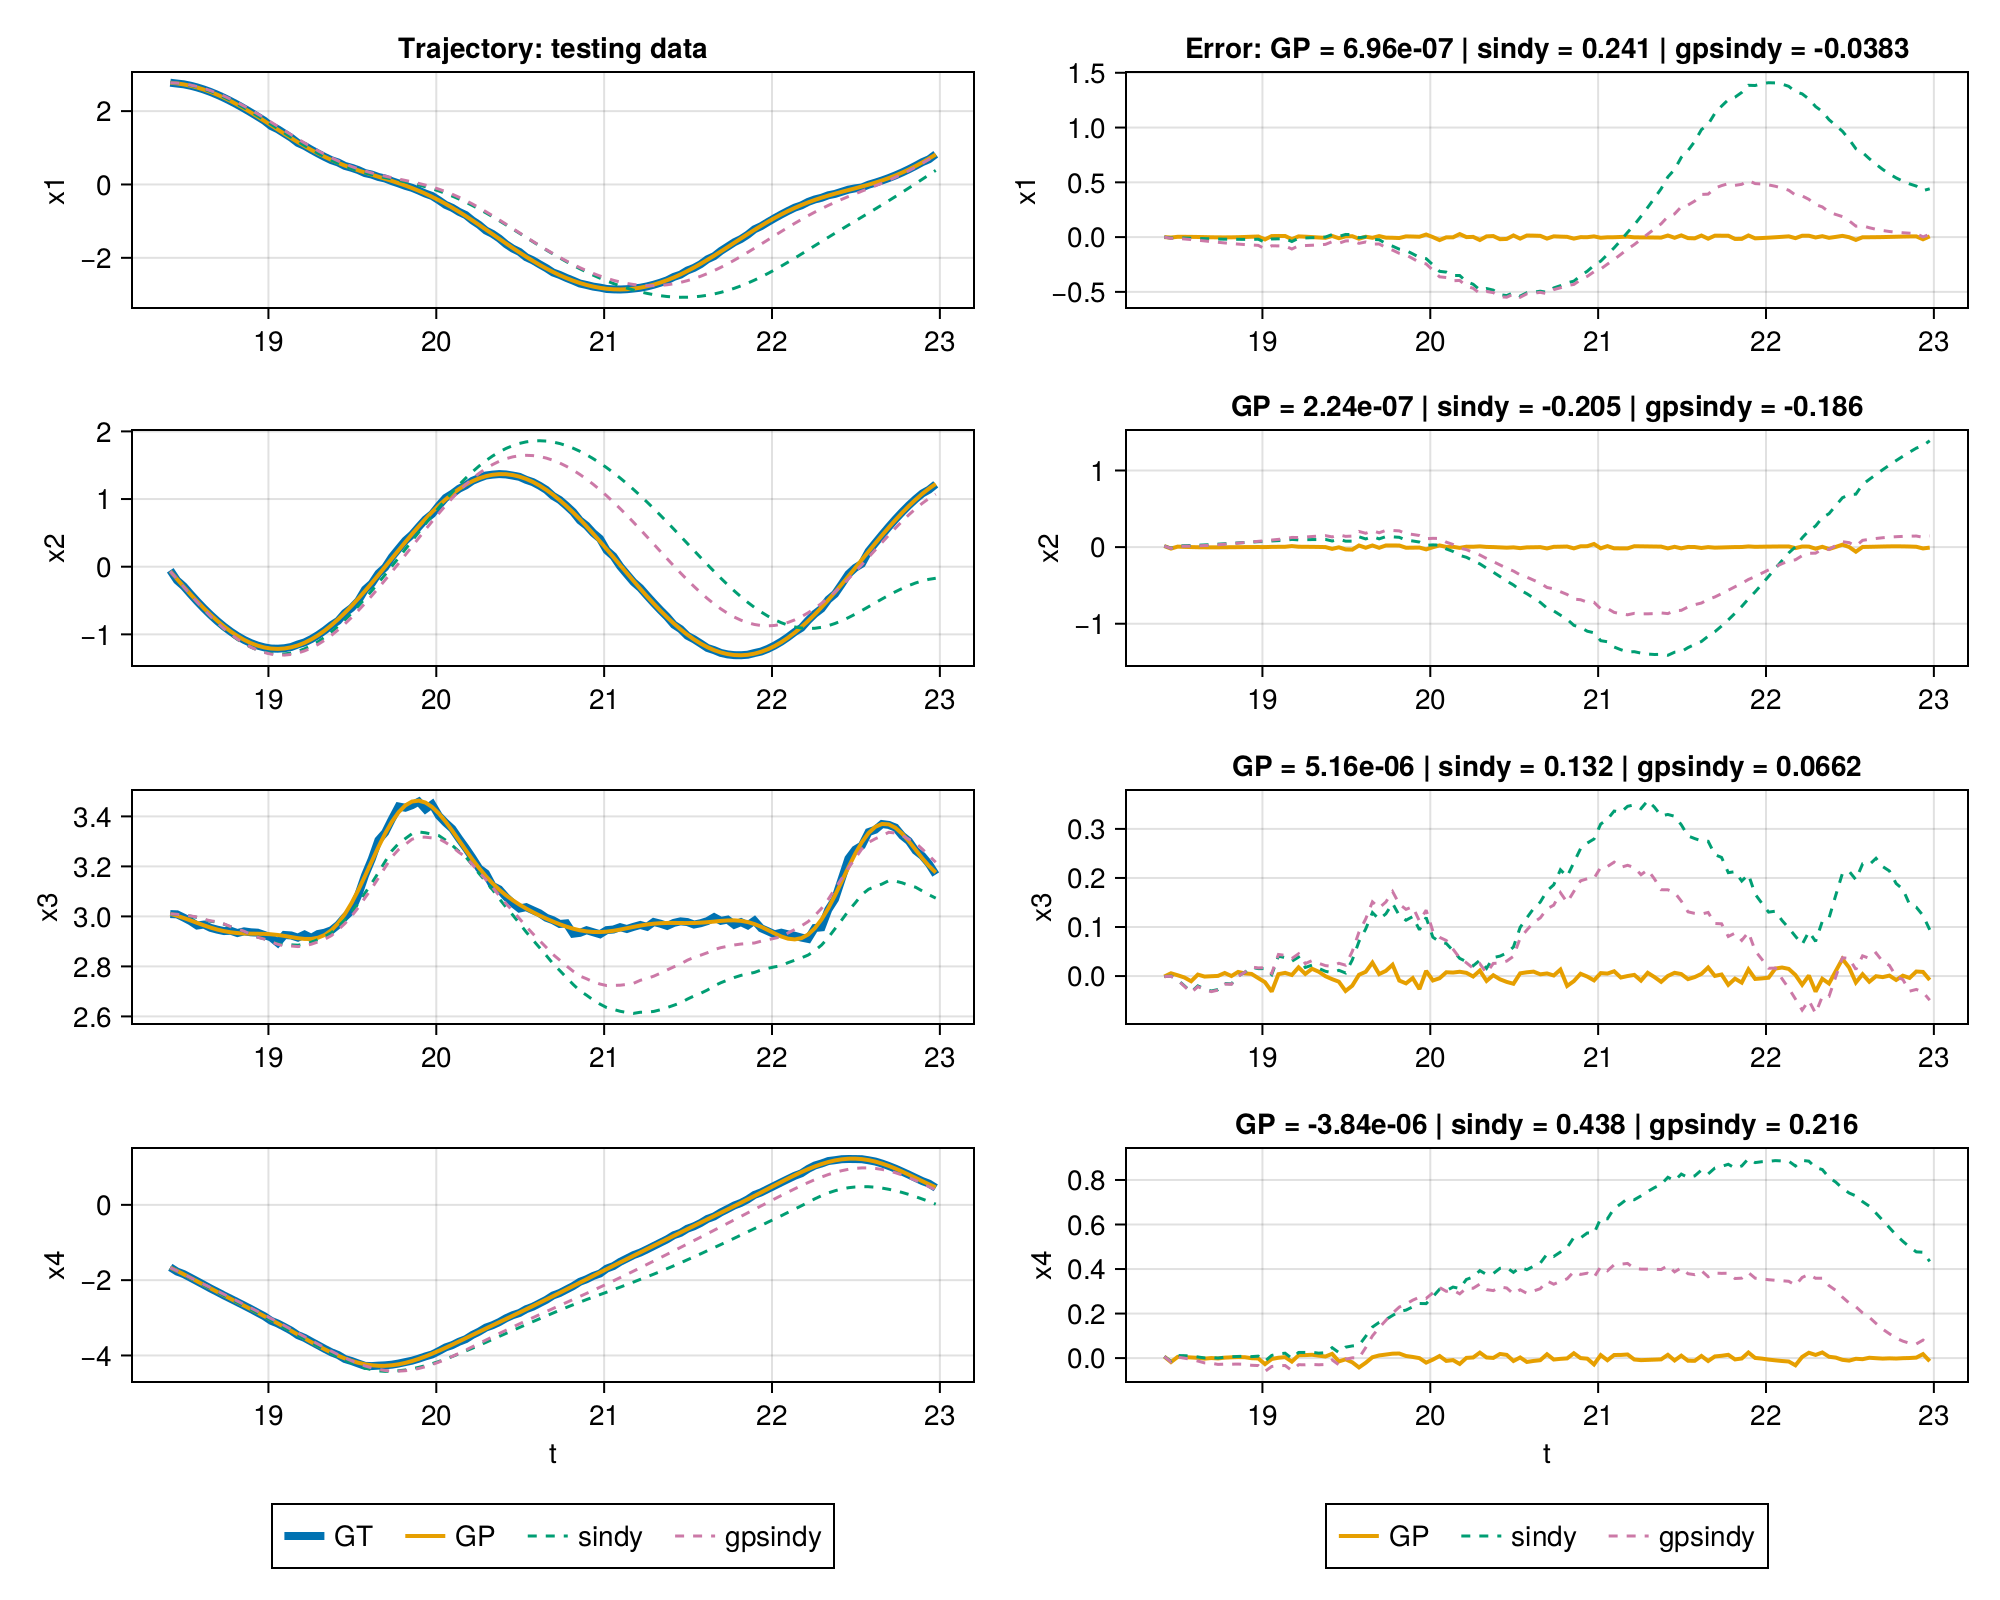 Trajectory: testing data
x1
2
0
−2
19 20 21 22 23
Error: GP = 6.96e-07 | sindy = 0.241 | gpsindy = -0.0383
x1
1.5
1.0
0.5
0.0
−0.5
19 20 21 22 23
x2
2
1
0
−1
19 20 21 22 23
GP = 2.24e-07 | sindy = -0.205 | gpsindy = -0.186
x2
1
0
−1
19 20 21 22 23
x3
3.4
3.2
3.0
2.8
2.6
19 20 21 22 23
GP = 5.16e-06 | sindy = 0.132 | gpsindy = 0.0662
x3
0.3
0.2
0.1
0.0
19 20 21 22 23
x4
0
−2
−4
19 20 21 22 23
t
GP = -3.84e-06 | sindy = 0.438 | gpsindy = 0.216
x4
0.8
0.6
0.4
0.2
0.0
19 20 21 22 23
t
GT GP sindy gpsindy
GP sindy gpsindy